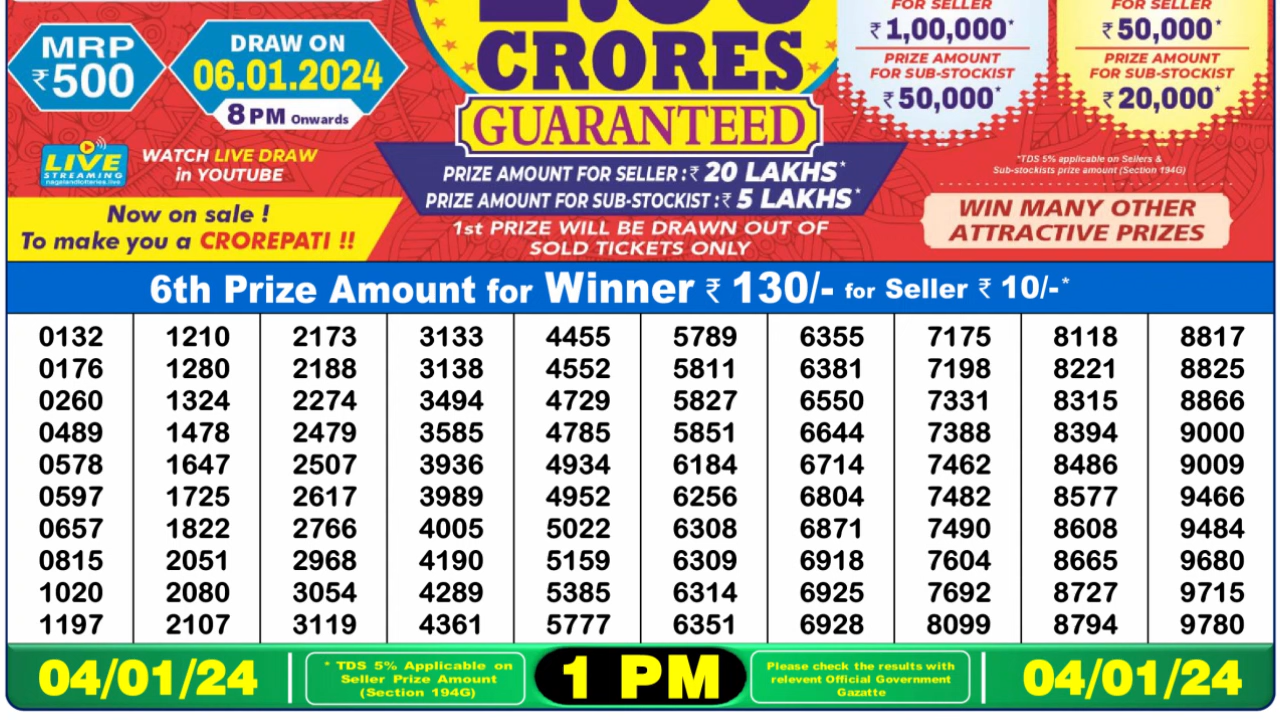 FOR SELLER
₹ 1,00,000*
PRIZE AMOUNT
FOR SUB-STOCKIST
₹ 50,000*
FOR SELLER
₹ 50,000*
PRIZE AMOUNT
FOR SUB-STOCKIST
₹ 20,000*
MRP
₹500
DRAW ON
06.01.2024
8 PM Onwards
CRORES
GUARANTEED
LIVE
STREAMING
nagalandlotteries.live
WATCH LIVE DRAW
in YOUTUBE
PRIZE AMOUNT FOR SELLER : ₹ 20 LAKHS*
PRIZE AMOUNT FOR SUB-STOCKIST : ₹ 5 LAKHS*
*TDS 5% applicable on Sellers &
Sub-stockists prize amount (Section 194G)
Now on sale !
To make you a CROREPATI !!
1st PRIZE WILL BE DRAWN OUT OF
SOLD TICKETS ONLY
WIN MANY OTHER
ATTRACTIVE PRIZES
6th Prize Amount for Winner ₹ 130/- for Seller ₹ 10/-*
0132 1210 2173 3133 4455 5789 6355 7175 8118 8817
0176 1280 2188 3138 4552 5811 6381 7198 8221 8825
0260 1324 2274 3494 4729 5827 6550 7331 8315 8866
0489 1478 2479 3585 4785 5851 6644 7388 8394 9000
0578 1647 2507 3936 4934 6184 6714 7462 8486 9009
0597 1725 2617 3989 4952 6256 6804 7482 8577 9466
0657 1822 2766 4005 5022 6308 6871 7490 8608 9484
0815 2051 2968 4190 5159 6309 6918 7604 8665 9680
1020 2080 3054 4289 5385 6314 6925 7692 8727 9715
1197 2107 3119 4361 5777 6351 6928 8099 8794 9780
04/01/24
* TDS 5% Applicable on
Seller Prize Amount
(Section 194G)
1 PM
Please check the results with
relevent Official Government
Gazatte
04/01/24